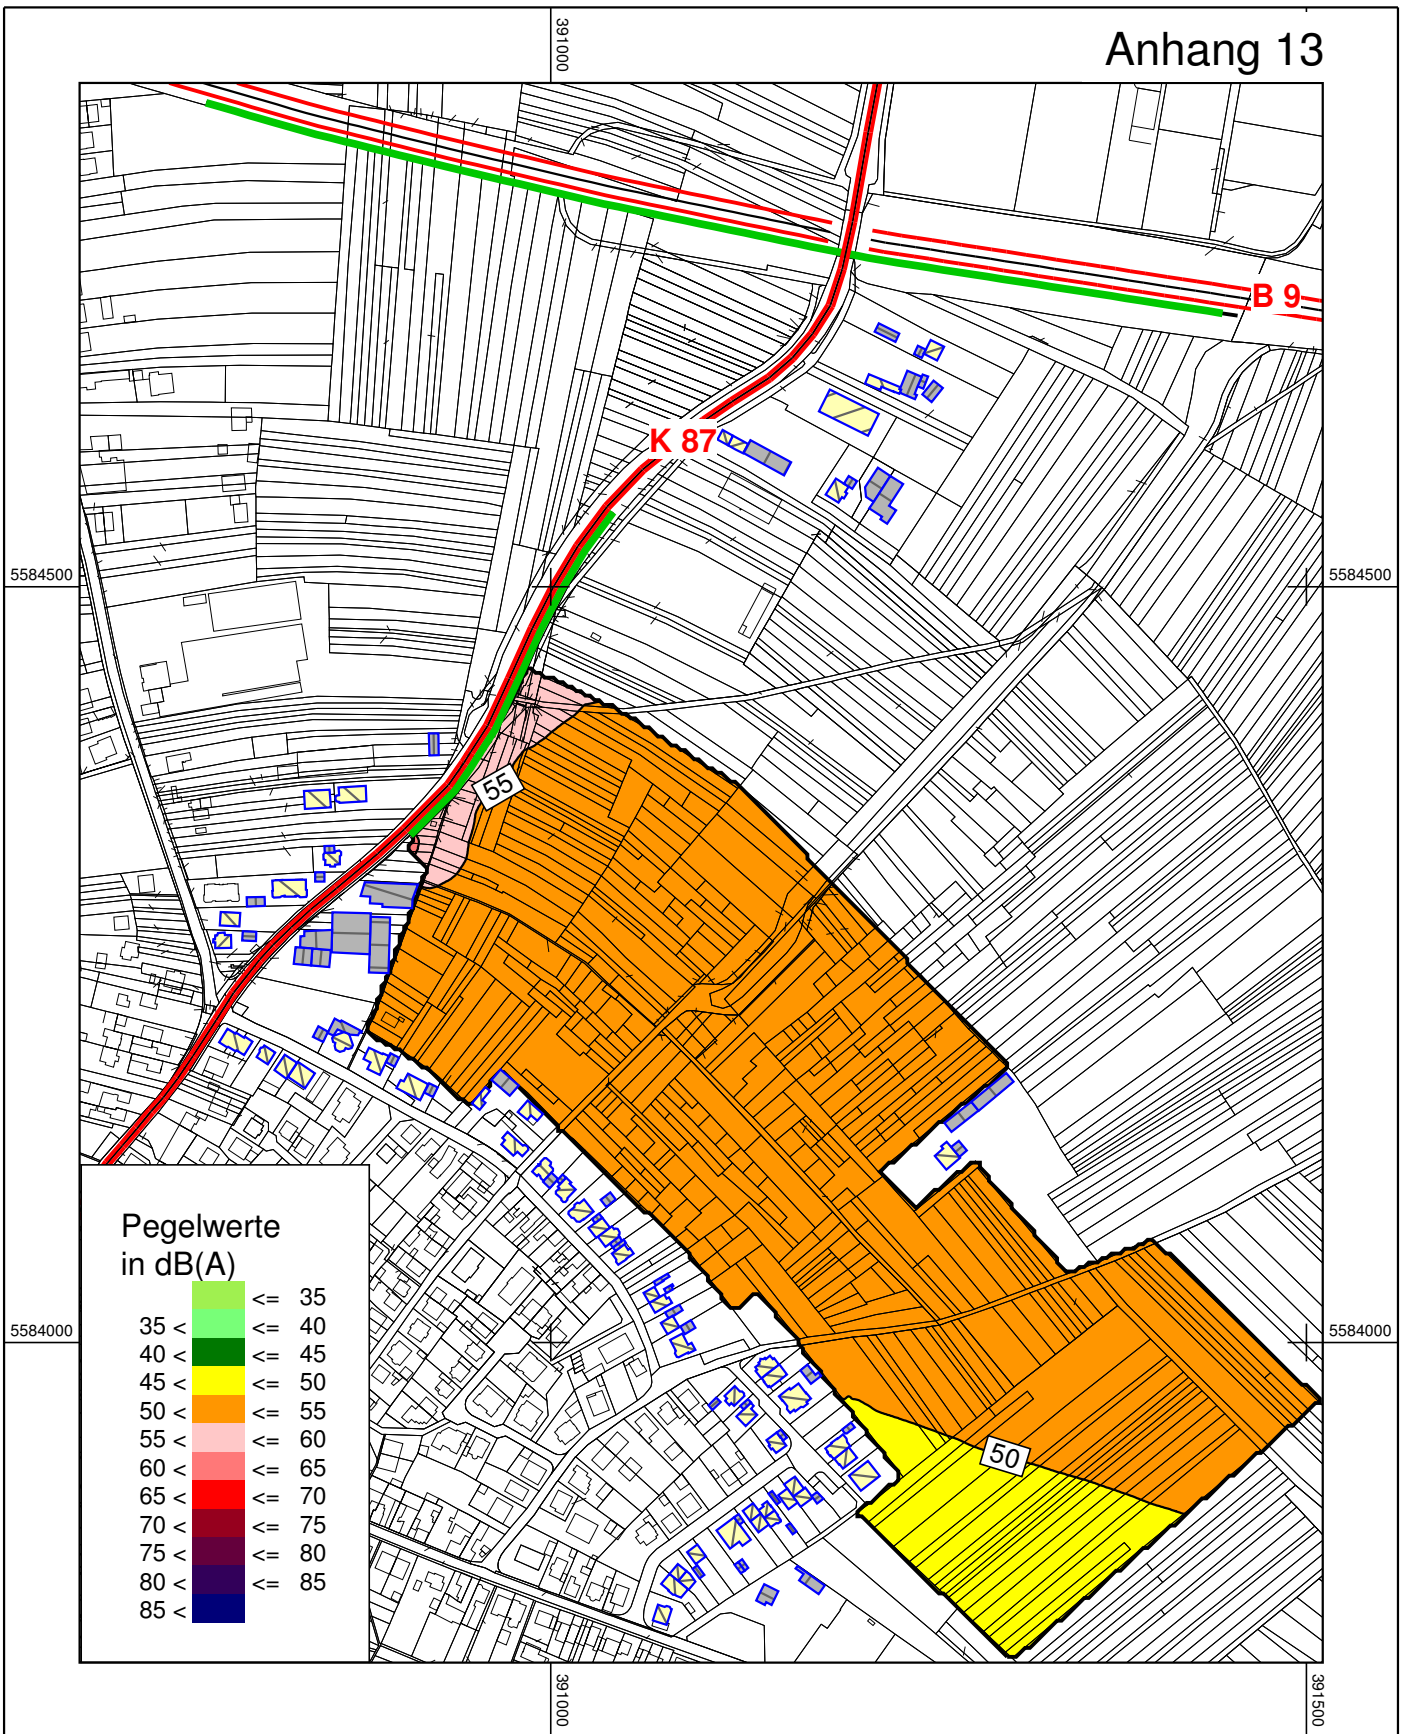 Anhang 13
391000
B 9
K 87
5584500
5584500
55
5584000
5584000
50
Pegelwerte
in dB(A)
<= 35
35 < <= 40
40 < <= 45
45 < <= 50
50 < <= 55
55 < <= 60
60 < <= 65
65 < <= 70
70 < <= 75
75 < <= 80
80 < <= 85
85 <
391000
391500